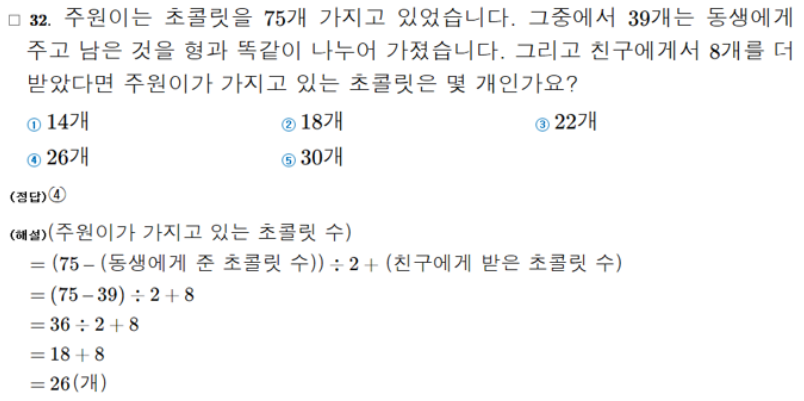 □ 32. 주원이는 초콜릿을 75개 가지고 있었습니다. 그중에서 39개는 동생에게
주고 남은 것을 형과 똑같이 나누어 가졌습니다. 그리고 친구에게서 8개를 더
받았다면 주원이가 가지고 있는 초콜릿은 몇 개인가요?
① 14개 ② 18개 ③ 22개
④ 26개 ⑤ 30개
(정답)④
(해설)(주원이가 가지고 있는 초콜릿 수)
= (75 - (동생에게 준 초콜릿 수)) ÷ 2 + (친구에게 받은 초콜릿 수)
= (75 - 39) ÷ 2 + 8
= 36 ÷ 2 + 8
= 18 + 8
= 26(개)